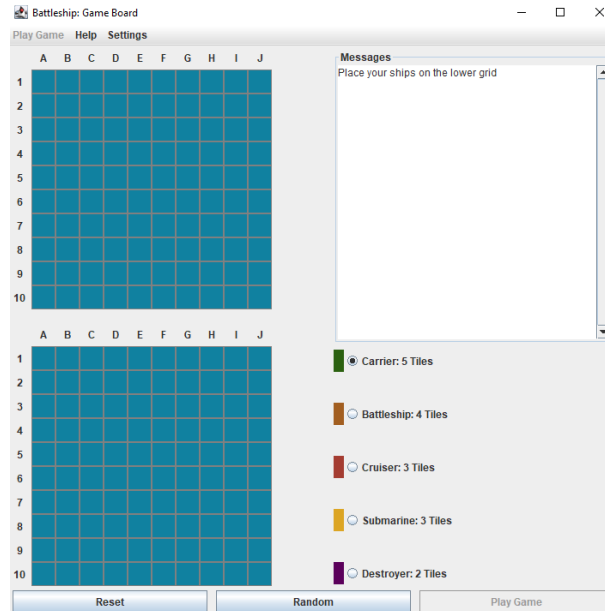 Battleship: Game Board
Play Game Help Settings
A B C D E F G H I J
1
2
3
4
5
6
7
8
9
10
Messages
Place your ships on the lower grid
A B C D E F G H I J
1
2
3
4
5
6
7
8
9
10
Carrier: 5 Tiles
Battleship: 4 Tiles
Cruiser: 3 Tiles
Submarine: 3 Tiles
Destroyer: 2 Tiles
Reset Random Play Game